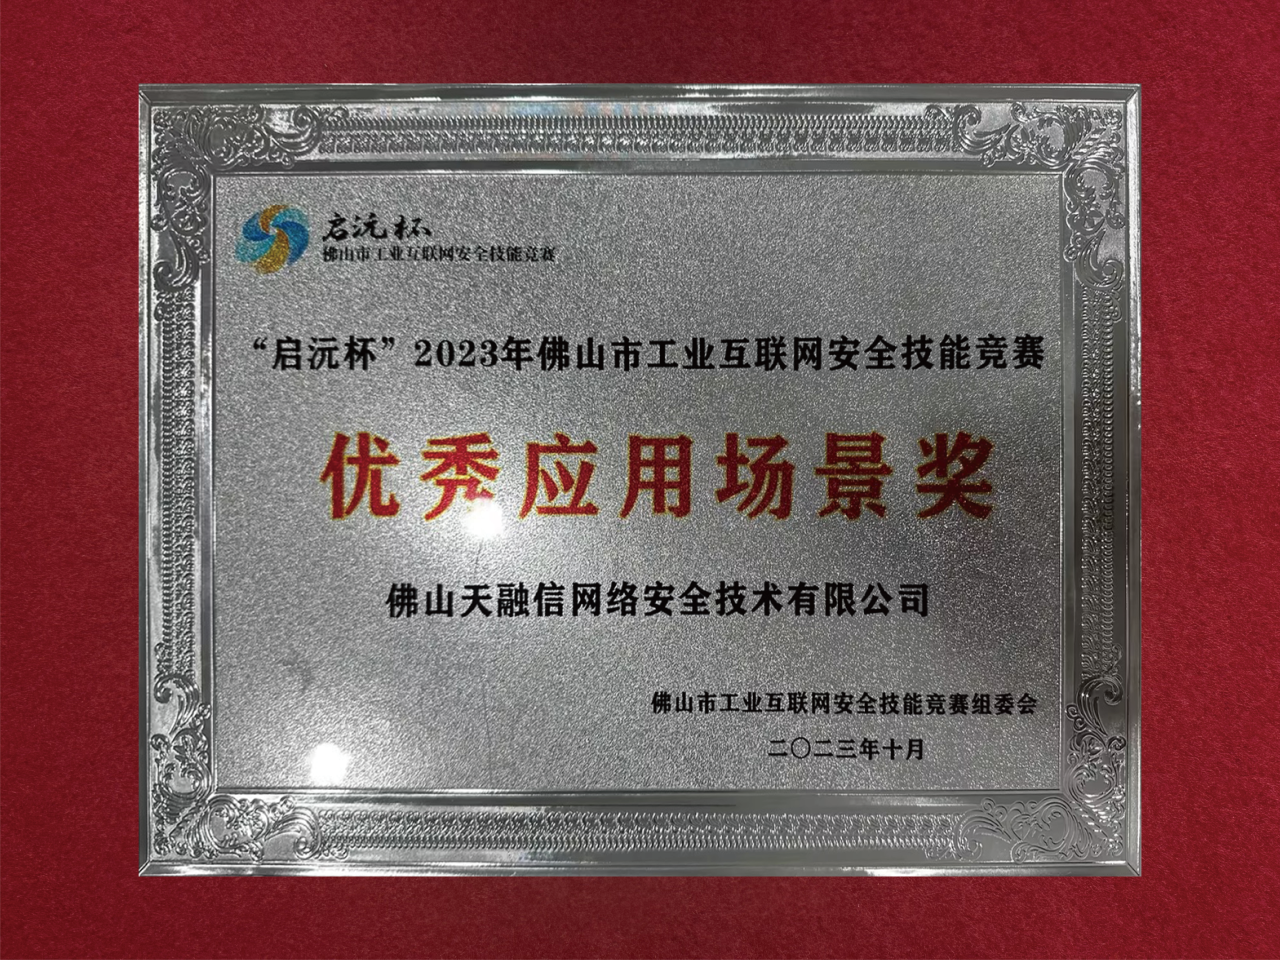 启沅杯
佛山市工业互联网安全技能竞赛
“启沅杯”2023年佛山市工业互联网安全技能竞赛
优秀应用场景奖
佛山天融信网络安全技术有限公司
佛山市工业互联网安全技能竞赛组委会
二〇二三年十月